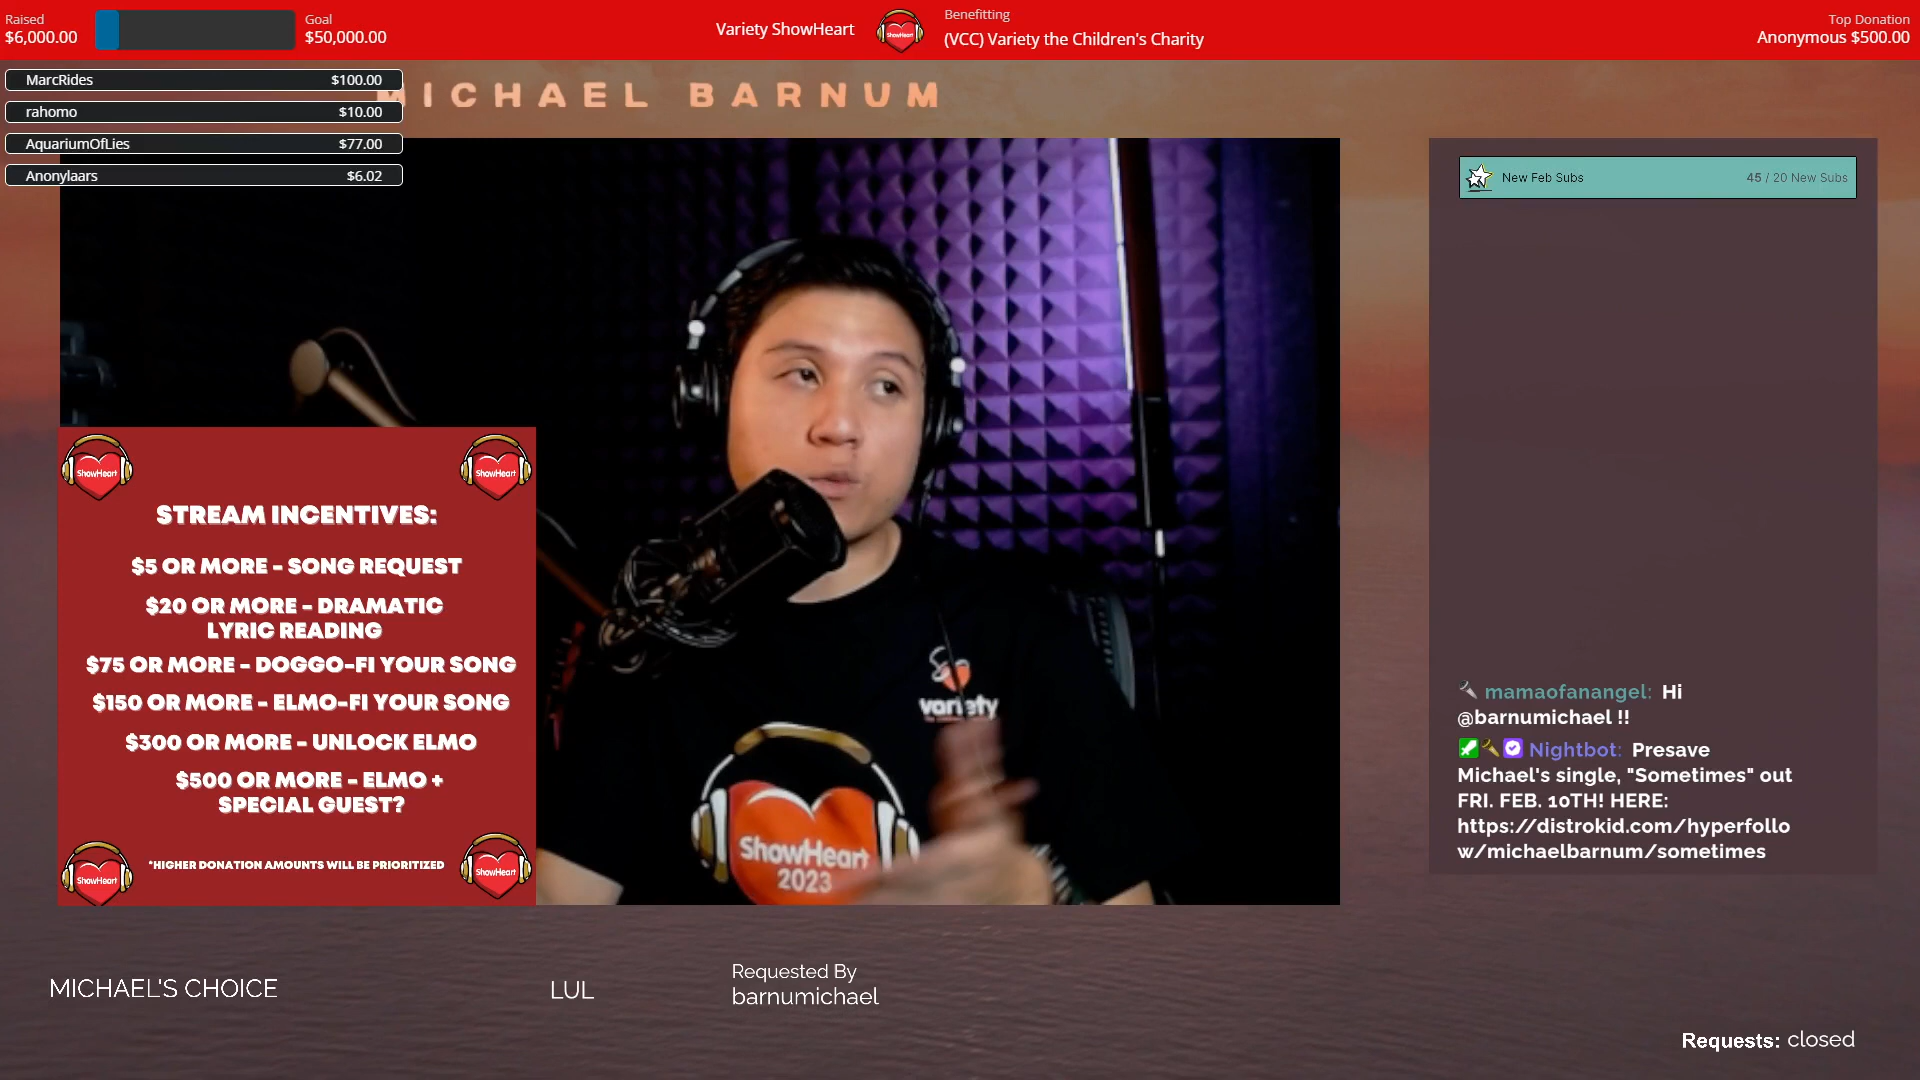 Raised
$6,000.00
Goal
$50,000.00
Variety ShowHeart
ShowHeart
Benefitting
(VCC) Variety the Children's Charity
Top Donation
Anonymous $500.00
MarcRides $100.00
rahomo $10.00
AquariumOfLies $77.00
Anonylaars $6.02
MICHAEL BARNUM
New Feb Subs 45 / 20 New Subs
ShowHeart ShowHeart
STREAM INCENTIVES:
$5 OR MORE - SONG REQUEST
$20 OR MORE - DRAMATIC
LYRIC READING
$75 OR MORE - DOGGO-FI YOUR SONG
$150 OR MORE - ELMO-FI YOUR SONG
$300 OR MORE - UNLOCK ELMO
$500 OR MORE - ELMO +
SPECIAL GUEST?
*HIGHER DONATION AMOUNTS WILL BE PRIORITIZED
ShowHeart ShowHeart
variety
ShowHeart
2023
mamaofanangel: Hi
@barnumichael !!
Nightbot: Presave
Michael's single, "Sometimes" out
FRI. FEB. 10TH! HERE:
https://distrokid.com/hyperfollo
w/michaelbarnum/sometimes
MICHAEL'S CHOICE
LUL
Requested By
barnumichael
Requests: closed